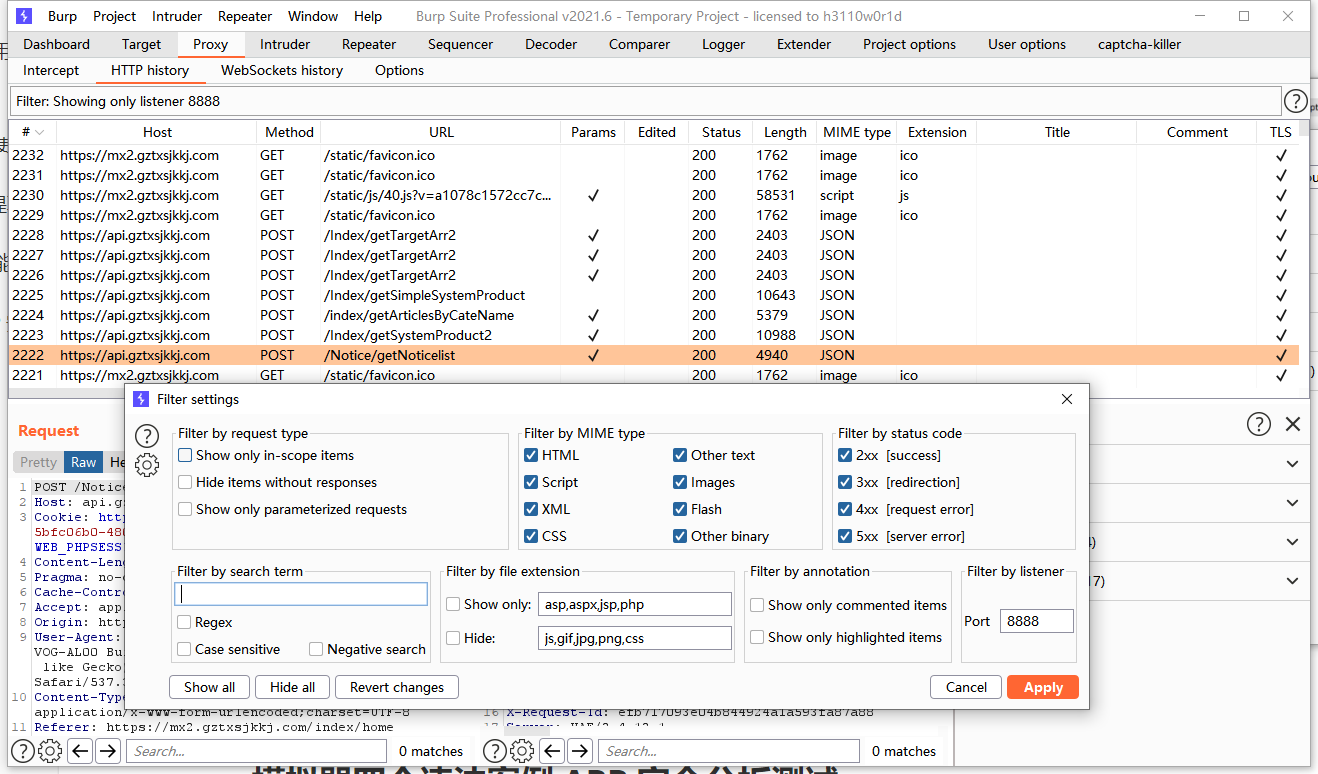 Burp Project Intruder Repeater Window Help Burp Suite Professional v2021.6 - Temporary Project - licensed to h3110w0r1d
Dashboard Target Proxy Intruder Repeater Sequencer Decoder Comparer Logger Extender Project options User options captcha-killer
Intercept HTTP history WebSockets history Options
Filter: Showing only listener 8888
# Host Method URL Params Edited Status Length MIME type Extension Title Comment TLS
2232 https://mx2.gztxsjkkj.com GET /static/favicon.ico 200 1762 image ico ✓
2231 https://mx2.gztxsjkkj.com GET /static/favicon.ico 200 1762 image ico ✓
2230 https://mx2.gztxsjkkj.com GET /static/js/40.js?v=a1078c1572cc7c... ✓ 200 58531 script js ✓
2229 https://mx2.gztxsjkkj.com GET /static/favicon.ico 200 1762 image ico ✓
2228 https://api.gztxsjkkj.com POST /Index/getTargetArr2 ✓ 200 2403 JSON ✓
2227 https://api.gztxsjkkj.com POST /Index/getTargetArr2 ✓ 200 2403 JSON ✓
2226 https://api.gztxsjkkj.com POST /Index/getTargetArr2 ✓ 200 2403 JSON ✓
2225 https://api.gztxsjkkj.com POST /Index/getSimpleSystemProduct 200 10643 JSON ✓
2224 https://api.gztxsjkkj.com POST /index/getArticlesByCateName ✓ 200 5379 JSON ✓
2223 https://api.gztxsjkkj.com POST /Index/getSystemProduct2 ✓ 200 10988 JSON ✓
2222 https://api.gztxsjkkj.com POST /Notice/getNoticelist ✓ 200 4940 JSON ✓
2221 https://mx2.gztxsjkkj.com GET /static/favicon.ico 200 1762 image ico ✓
Filter settings
Filter by request type
Show only in-scope items
Hide items without responses
Show only parameterized requests
Filter by MIME type
HTML Other text
Script Images
XML Flash
CSS Other binary
Filter by status code
2xx [success]
3xx [redirection]
4xx [request error]
5xx [server error]
Filter by search term
Regex
Case sensitive Negative search
Filter by file extension
Show only: asp,aspx,jsp,php
Hide: js,gif,jpg,png,css
Filter by annotation
Show only commented items
Show only highlighted items
Filter by listener
Port 8888
Show all Hide all Revert changes Cancel Apply
Request
Pretty Raw He
1 POST /Notice
2 Host: api.g
3 Cookie: http
5bfc06b0-480
WEB_PHPSESS
4 Content-Len
5 Pragma: no-c
6 Cache-Contro
7 Accept: app
8 Origin: http
9 User-Agent:
VOG-AL00 Bu
like Gecko
Safari/537.
10 Content-Typ
application/x-www-form-urlencoded;charset=UTF-8
11 Referer: https://mx2.gztxsjkkj.com/index/home
16 X-Request-Id: efb717093e04b844924a1a593fa87a88
Search... 0 matches
Search... 0 matches